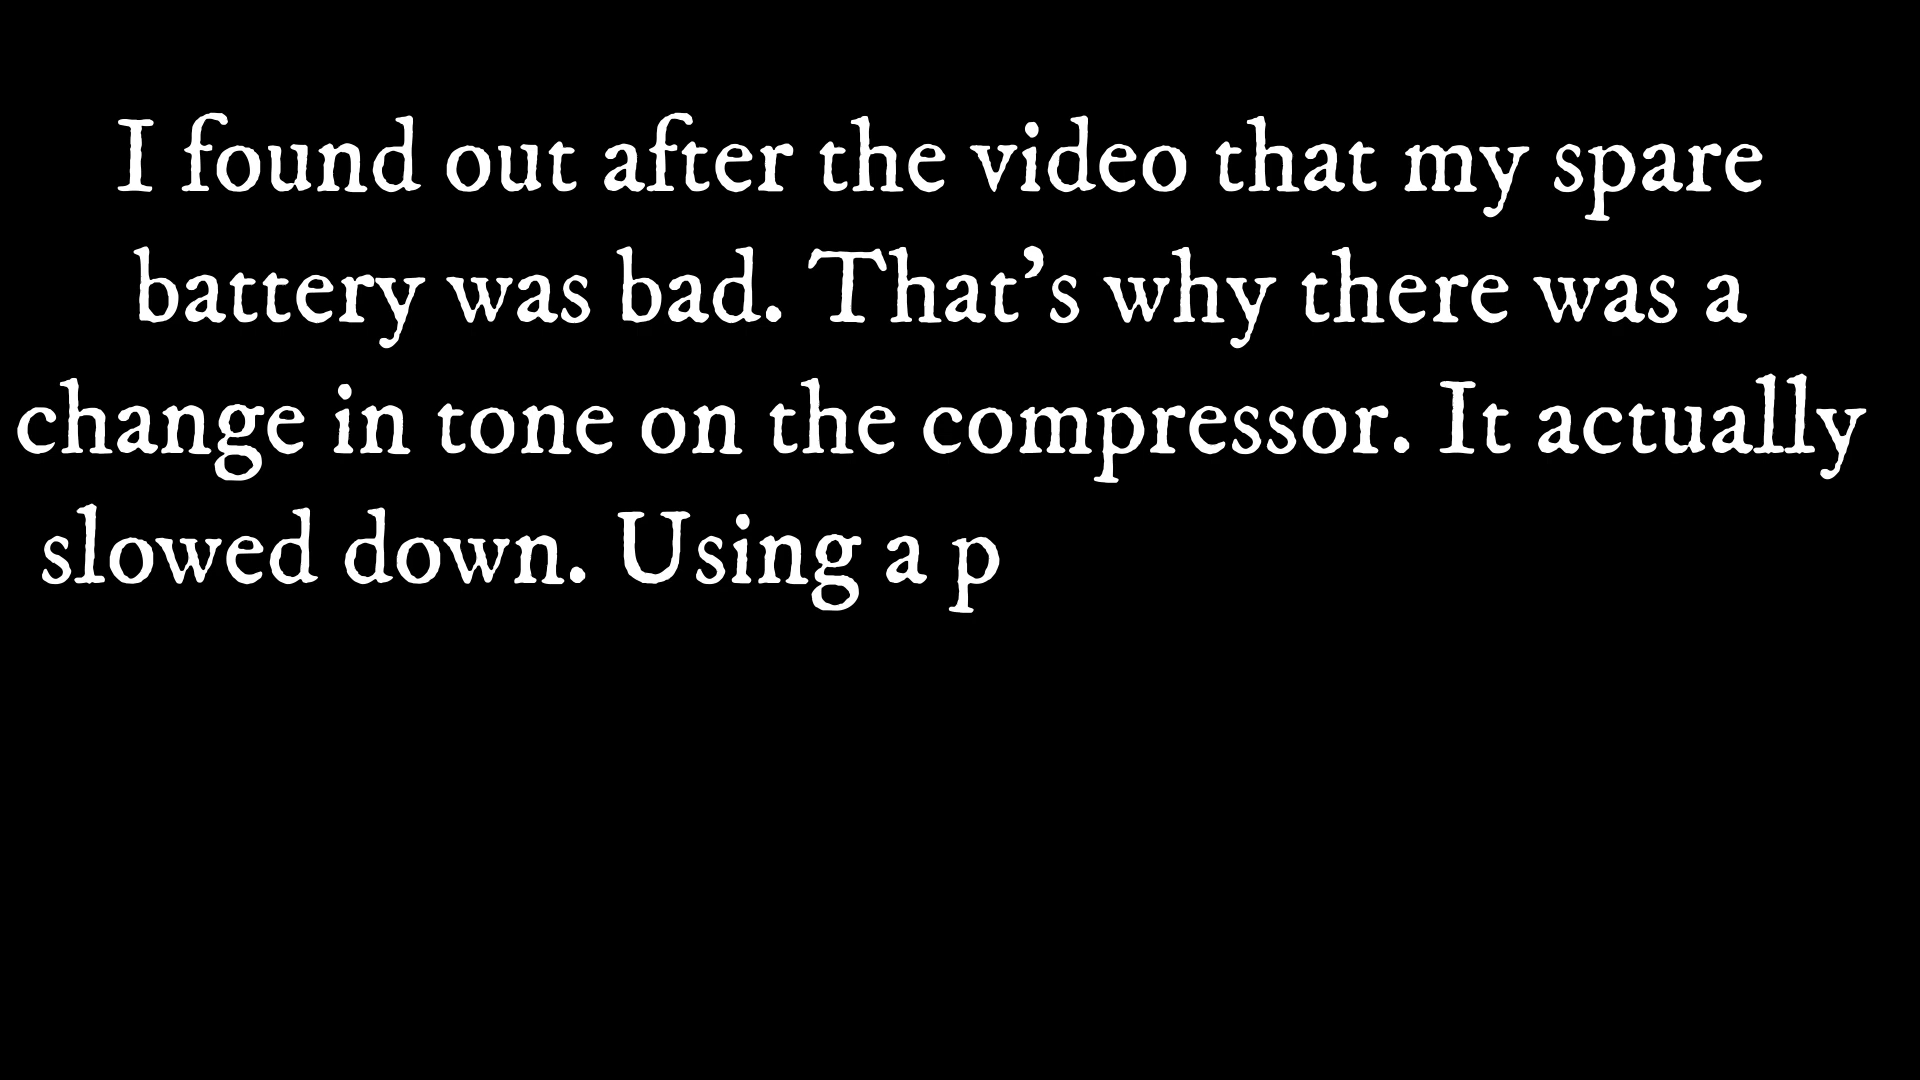 I found out after the video that my spare
battery was bad. That’s why there was a
change in tone on the compressor. It actually
slowed down. Using a p